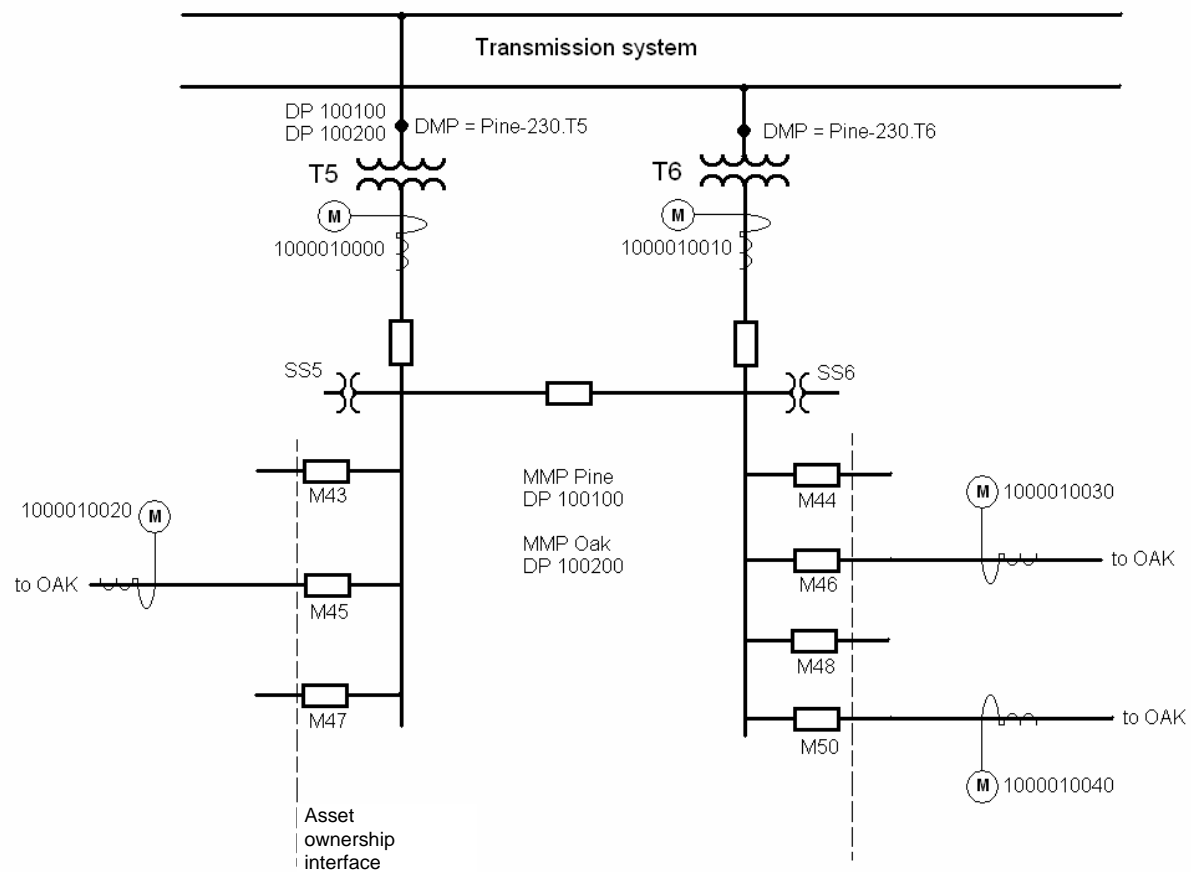 Transmission system
DP 100100
DP 100200
DMP = Pine-230.T5
DMP = Pine-230.T6
T5
T6
M
1000010000
M
1000010010
SS5
SS6
M43
M44
MMP Pine
DP 100100
MMP Oak
DP 100200
1000010020
M
M
1000010030
to OAK
M45
M46
to OAK
M47
M48
M50
to OAK
M
1000010040
Asset
ownership
interface